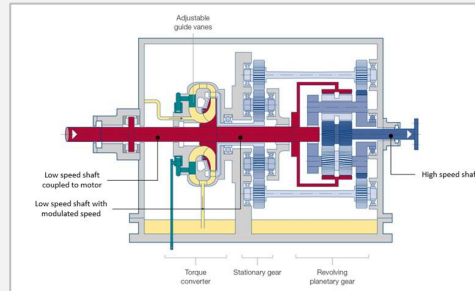 Adjustable
guide vanes
Low speed shaft
coupled to motor
Low speed shaft with
modulated speed
High speed shaf
Torque
converter
Stationary gear
Revolving
planetary gear